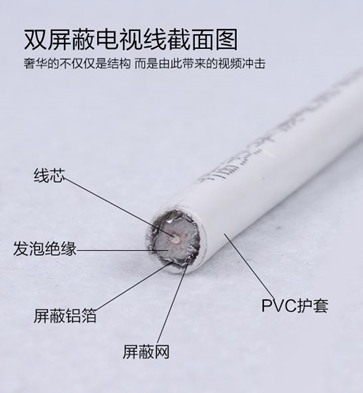 双屏蔽电视线截面图
奢华的不仅仅是结构 而是由此带来的视频冲击
线芯
发泡绝缘
屏蔽铝箔
屏蔽网
PVC护套